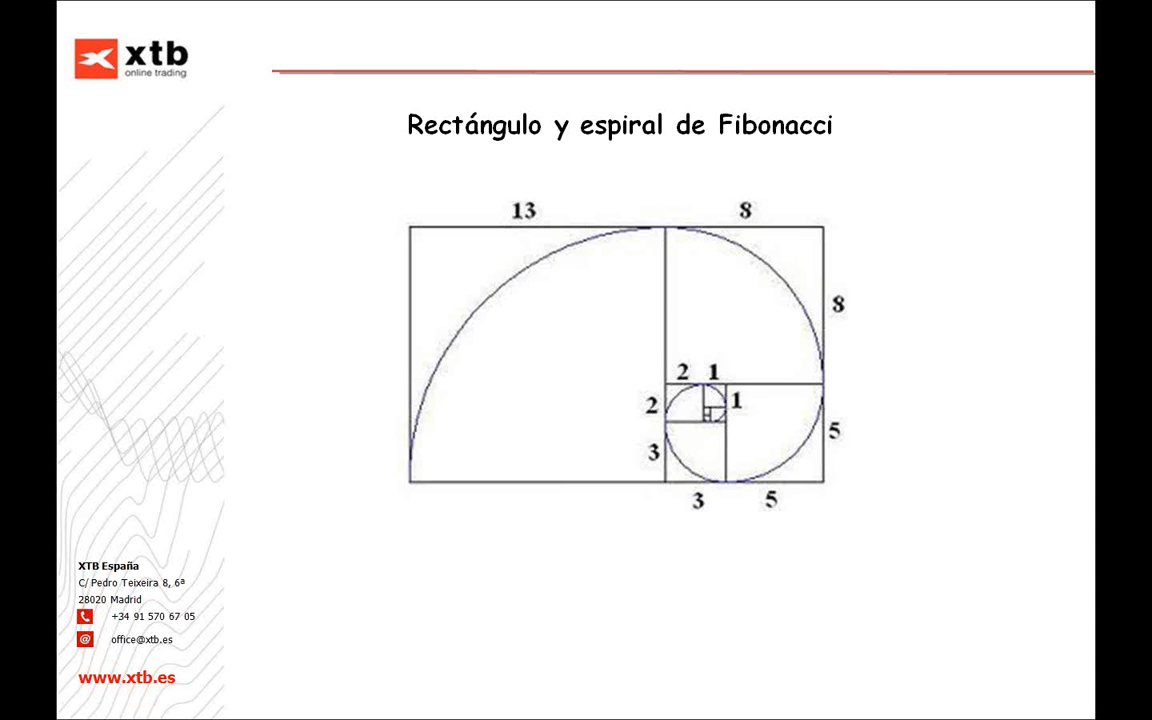 xtb
online trading
Rectángulo y espiral de Fibonacci
13
8
8
2
1
2
1
5
3
3
5
XTB España
C/ Pedro Teixeira 8, 6ª
28020 Madrid
+34 91 570 67 05
@ office@xtb.es
www.xtb.es